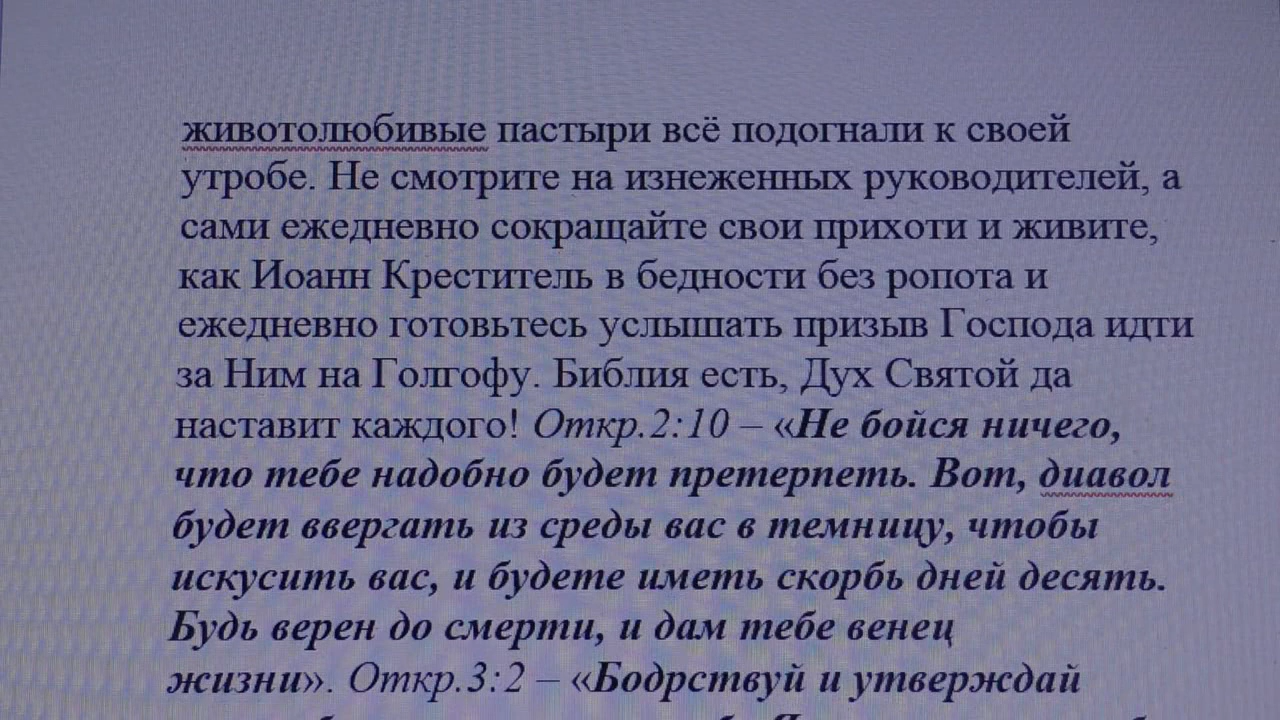 животолюбивые пастыри всё подогнали к своей
утробе. Не смотрите на изнеженных руководителей, а
сами ежедневно сокращайте свои прихоти и живите,
как Иоанн Креститель в бедности без ропота и
ежедневно готовьтесь услышать призыв Господа идти
за Ним на Голгофу. Библия есть, Дух Святой да
наставит каждого! Откр.2:10 – «Не бойся ничего,
что тебе надобно будет претерпеть. Вот, диавол
будет ввергать из среды вас в темницу, чтобы
искусить вас, и будете иметь скорбь дней десять.
Будь верен до смерти, и дам тебе венец
жизни». Откр.3:2 – «Бодрствуй и утверждай